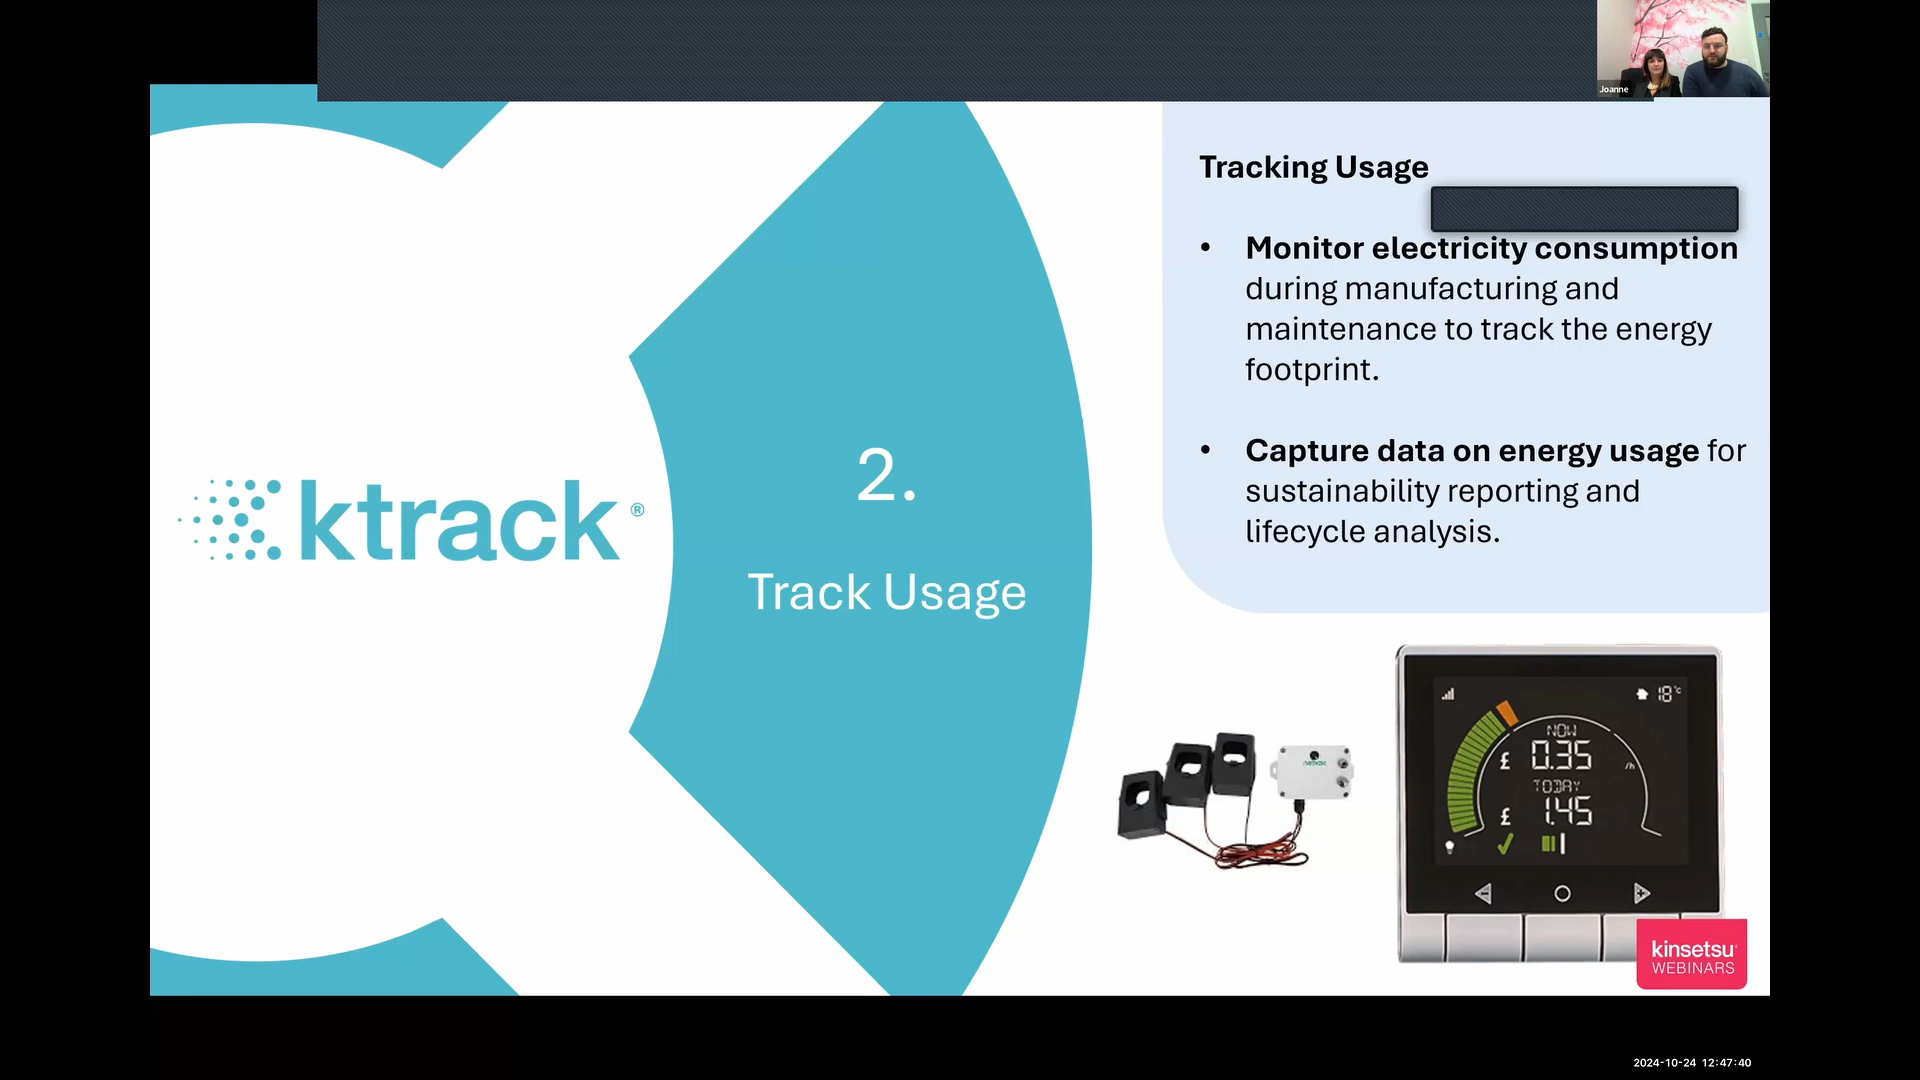 Joanne
Tracking Usage
• Monitor electricity consumption
during manufacturing and
maintenance to track the energy
footprint.
• Capture data on energy usage for
sustainability reporting and
lifecycle analysis.
ktrack®
2.
Track Usage
netvox
18°C
NOW
£ 0.35 /h
TODAY
£ 1.45
kinsetsu
WEBINARS
2024-10-24 12:47:40